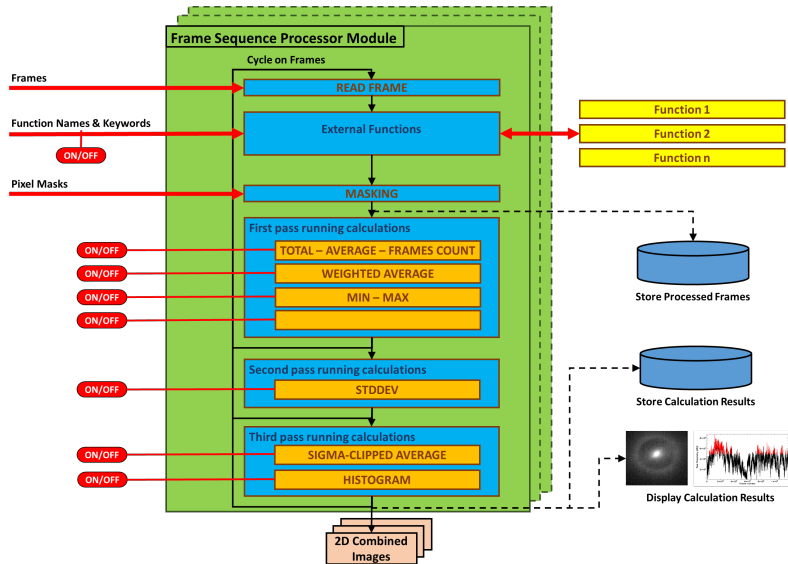 Frame Sequence Processor Module
Cycle on Frames
Frames
READ FRAME
Function Names & Keywords
ON/OFF
External Functions
Function 1
Function 2
Function n
Pixel Masks
MASKING
First pass running calculations
ON/OFF
TOTAL – AVERAGE – FRAMES COUNT
ON/OFF
WEIGHTED AVERAGE
ON/OFF
MIN – MAX
ON/OFF
Store Processed Frames
Second pass running calculations
ON/OFF
STDDEV
Store Calculation Results
Third pass running calculations
ON/OFF
SIGMA-CLIPPED AVERAGE
ON/OFF
HISTOGRAM
Display Calculation Results
2D Combined
Images